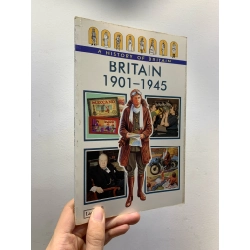 A HISTORY OF BRITAIN
BRITAIN
1901-1945